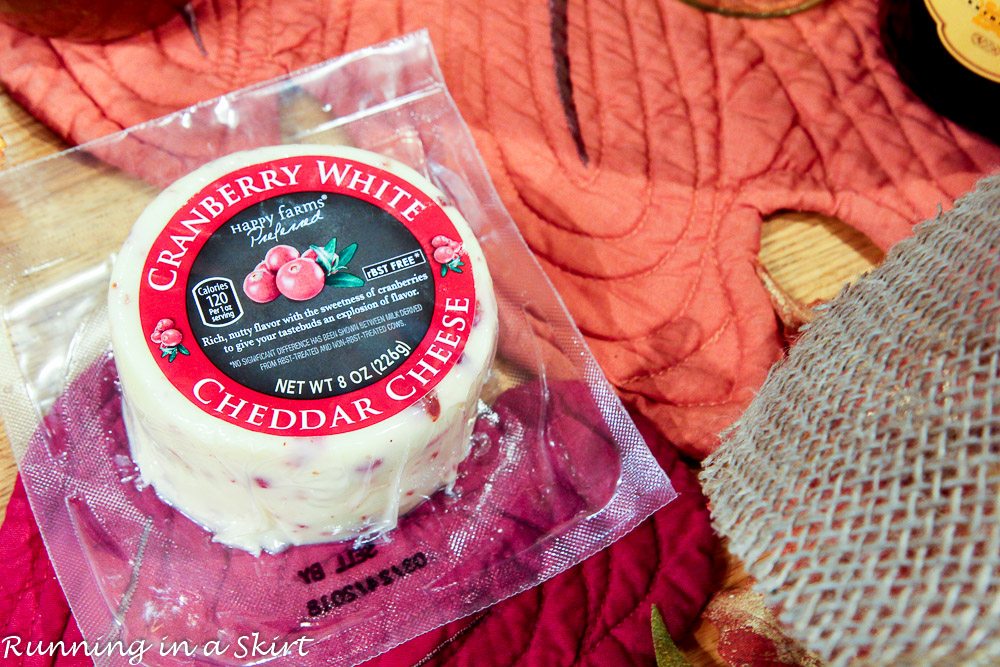 CRANBERRY WHITE
HAPPY FARMS®
Preferred
rBST FREE*
Calories
120
Per 1 oz
serving
Rich, nutty flavor with the sweetness of cranberries
to give your tastebuds an explosion of flavor.
*NO SIGNIFICANT DIFFERENCE HAS BEEN SHOWN BETWEEN MILK DERIVED
FROM RBST-TREATED AND NON-RBST-TREATED COWS.
NET WT 8 OZ (226g)
CHEDDAR CHEESE
SELL BY
Running in a Skirt